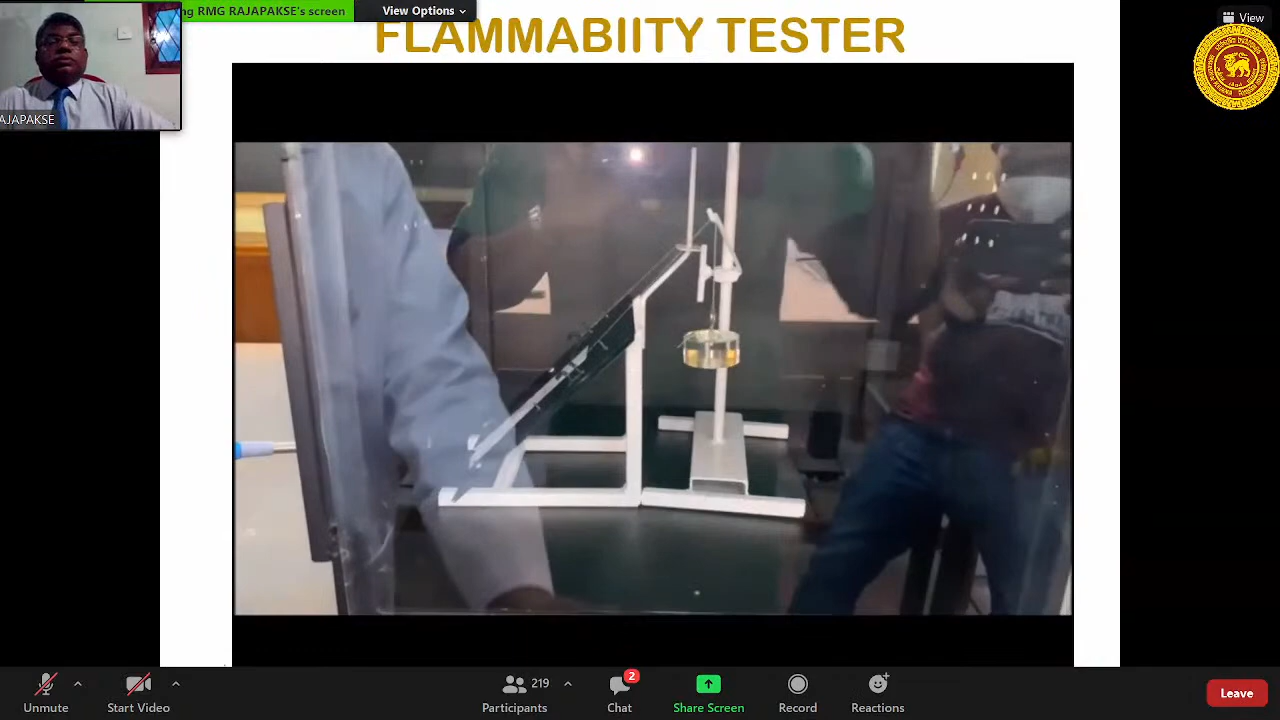 ng RMG RAJAPAKSE's screen
View Options
View
FLAMMABIITY TESTER
AJAPAKSE
219
2
Unmute
Start Video
Participants
Chat
Share Screen
Record
Reactions
Leave